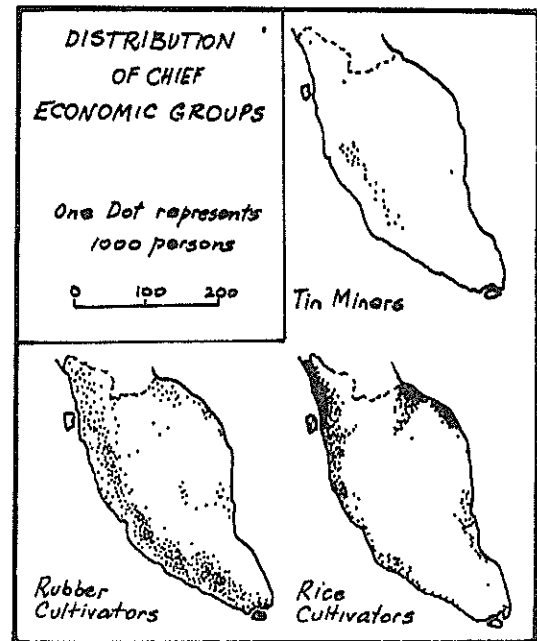 DISTRIBUTION
OF CHIEF
ECONOMIC GROUPS
One Dot represents
1000 persons
0 100 200
Tin Miners
Rubber
Cultivators
Rice
Cultivators